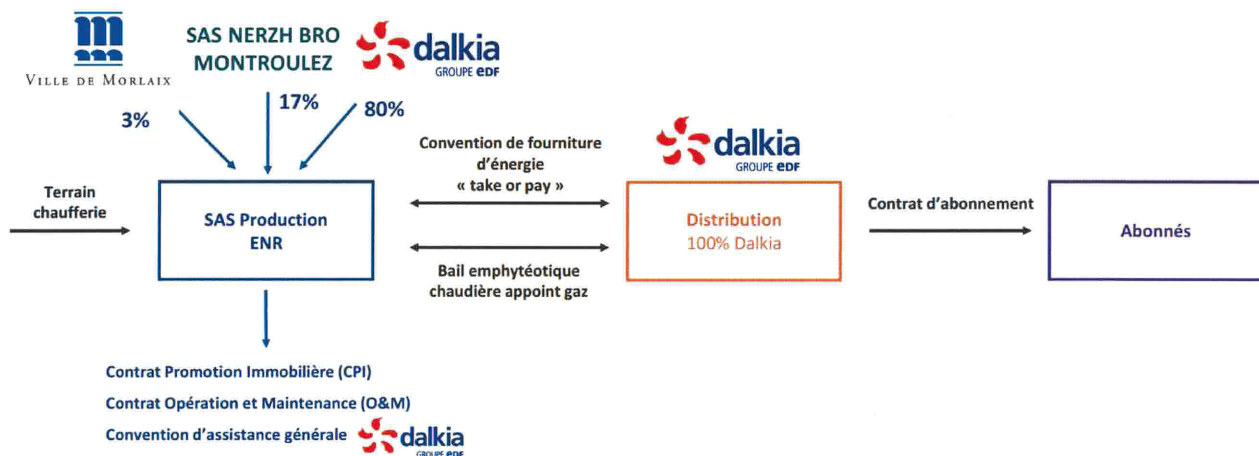 VILLE DE MORLAIX
SAS NERZH BRO
MONTROULEZ
dalkia
GROUPE eDF
3%
17%
80%
Terrain
chaufferie
SAS Production
ENR
Convention de fourniture
d'énergie
« take or pay »
Bail emphytéotique
chaudière appoint gaz
dalkia
GROUPE eDF
Distribution
100% Dalkia
Contrat d'abonnement
Abonnés
Contrat Promotion Immobilière (CPI)
Contrat Opération et Maintenance (O&M)
Convention d'assistance générale
dalkia
GROUPE eDF